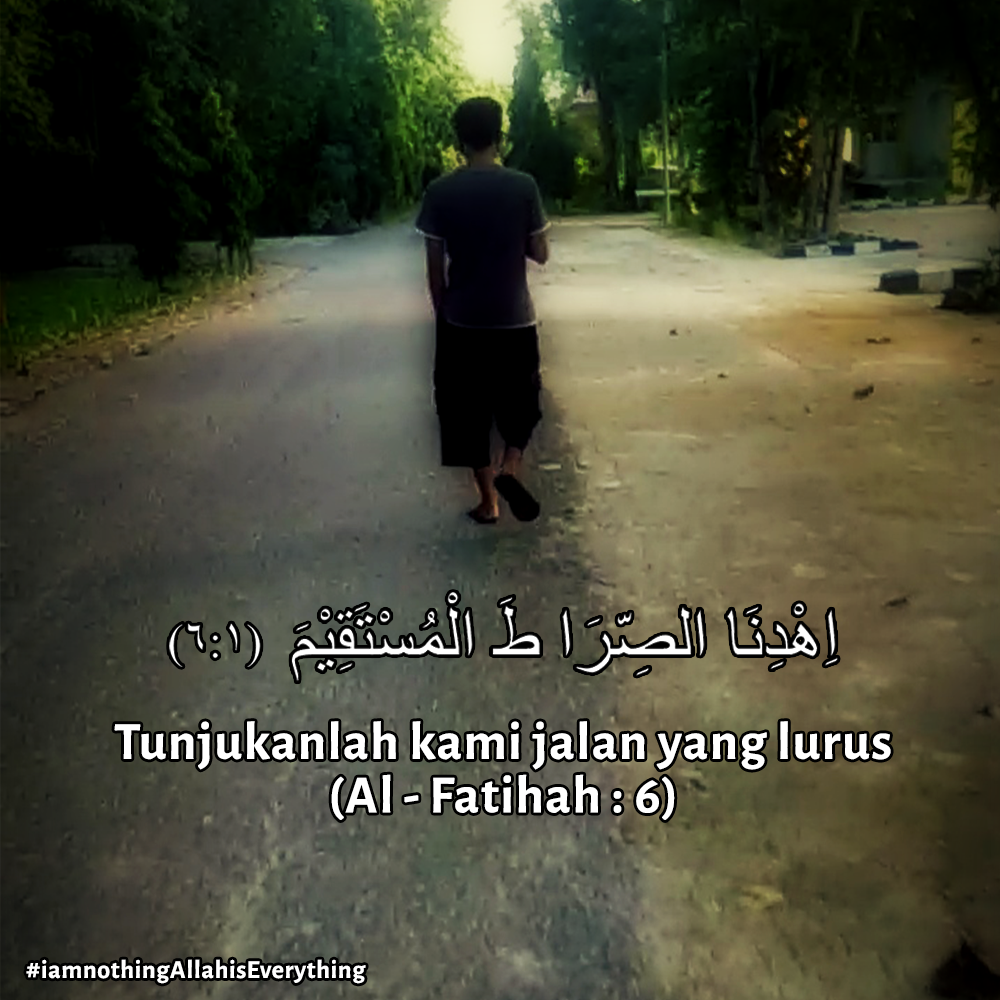 اِهْدِنَا الصِّرَا طَ الْمُسْتَقِيْمَ (٦:١)
Tunjukanlah kami jalan yang lurus
(Al - Fatihah : 6)
#iamnothingAllahisEverything